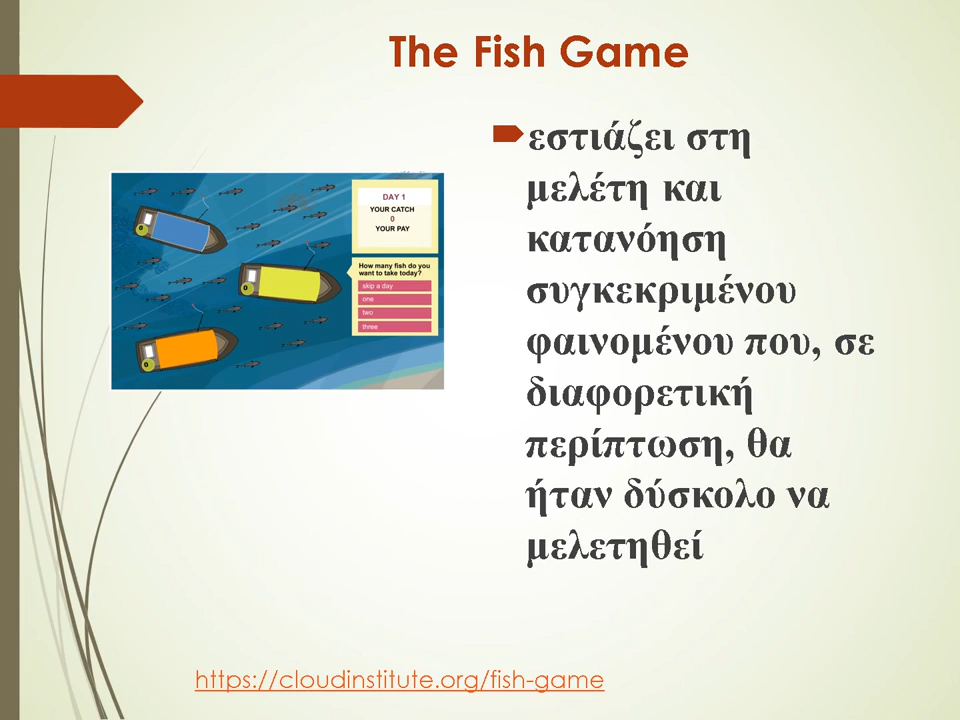 The Fish Game
εστιάζει στη
μελέτη και
κατανόηση
συγκεκριμένου
φαινομένου που, σε
διαφορετική
περίπτωση, θα
ήταν δύσκολο να
μελετηθεί
DAY 1
YOUR CATCH
0
YOUR PAY
How many fish do you
want to take today?
skip a day
one
two
three
https://cloudinstitute.org/fish-game